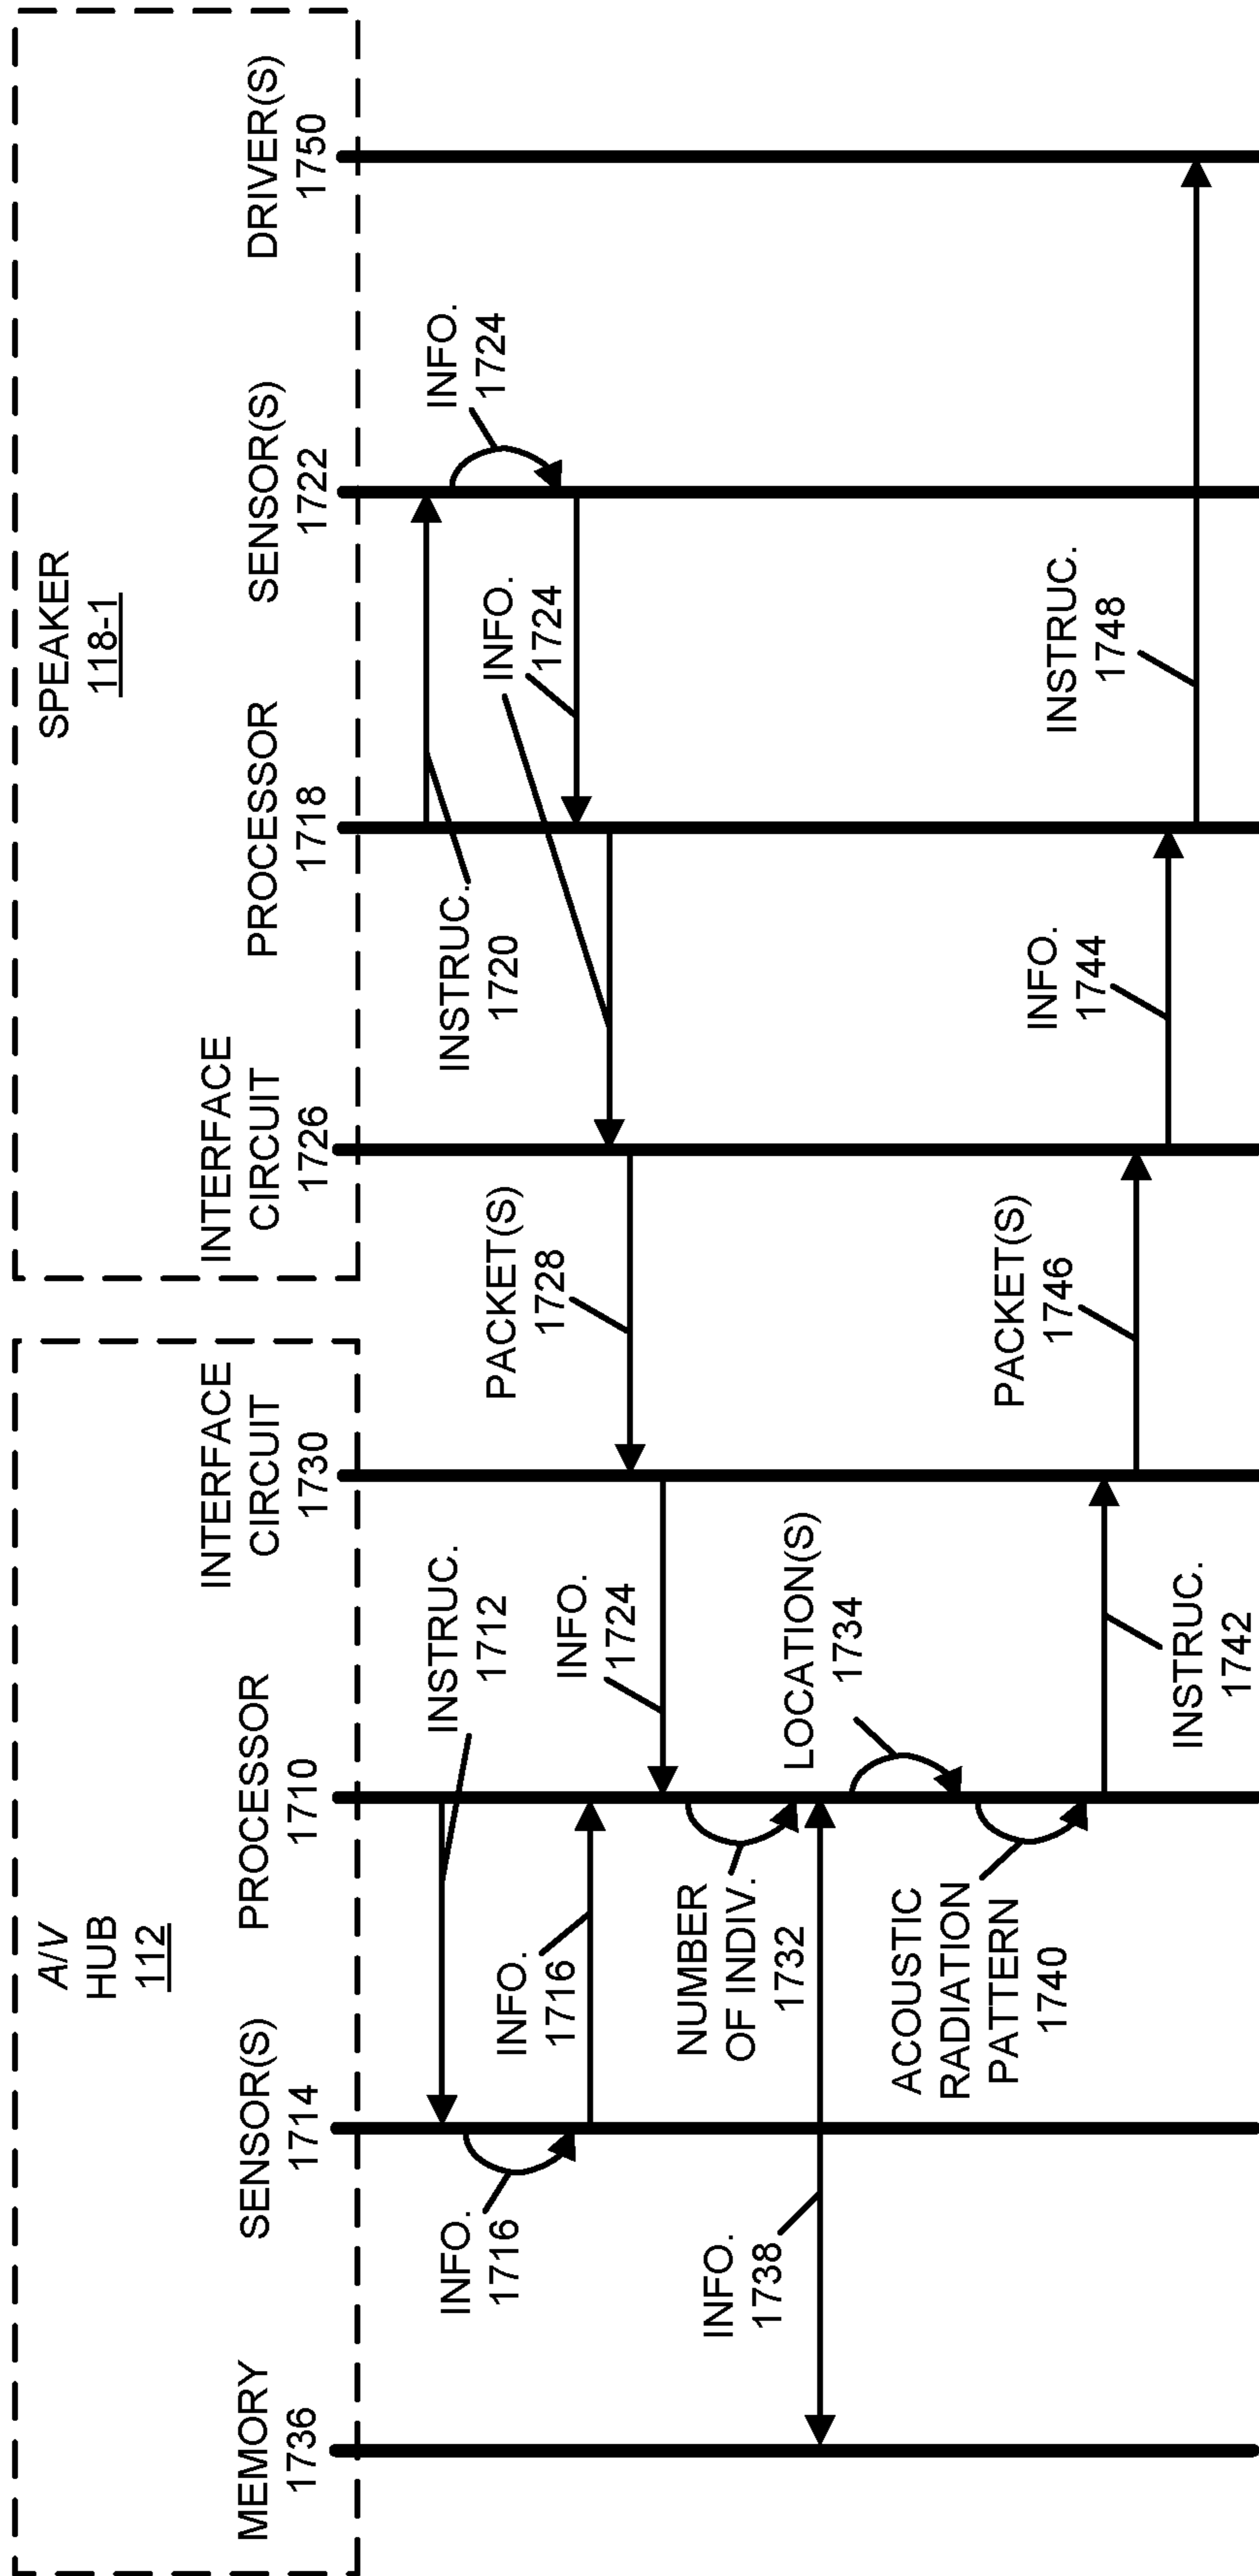 A/V
HUB
112
SPEAKER
118-1
MEMORY
1736
SENSOR(S)
1714
PROCESSOR
1710
INTERFACE
CIRCUIT
1730
INTERFACE
CIRCUIT
1726
PROCESSOR
1718
SENSOR(S)
1722
DRIVER(S)
1750
INFO.
1716
INSTRUC.
1712
INSTRUC.
1720
INFO.
1724
INFO.
1716
INFO.
1724
PACKET(S)
1728
INFO.
1724
NUMBER
OF INDIV.
1732
INFO.
1738
LOCATION(S)
1734
ACOUSTIC
RADIATION
PATTERN
1740
INSTRUC.
1742
PACKET(S)
1746
INFO.
1744
INSTRUC.
1748